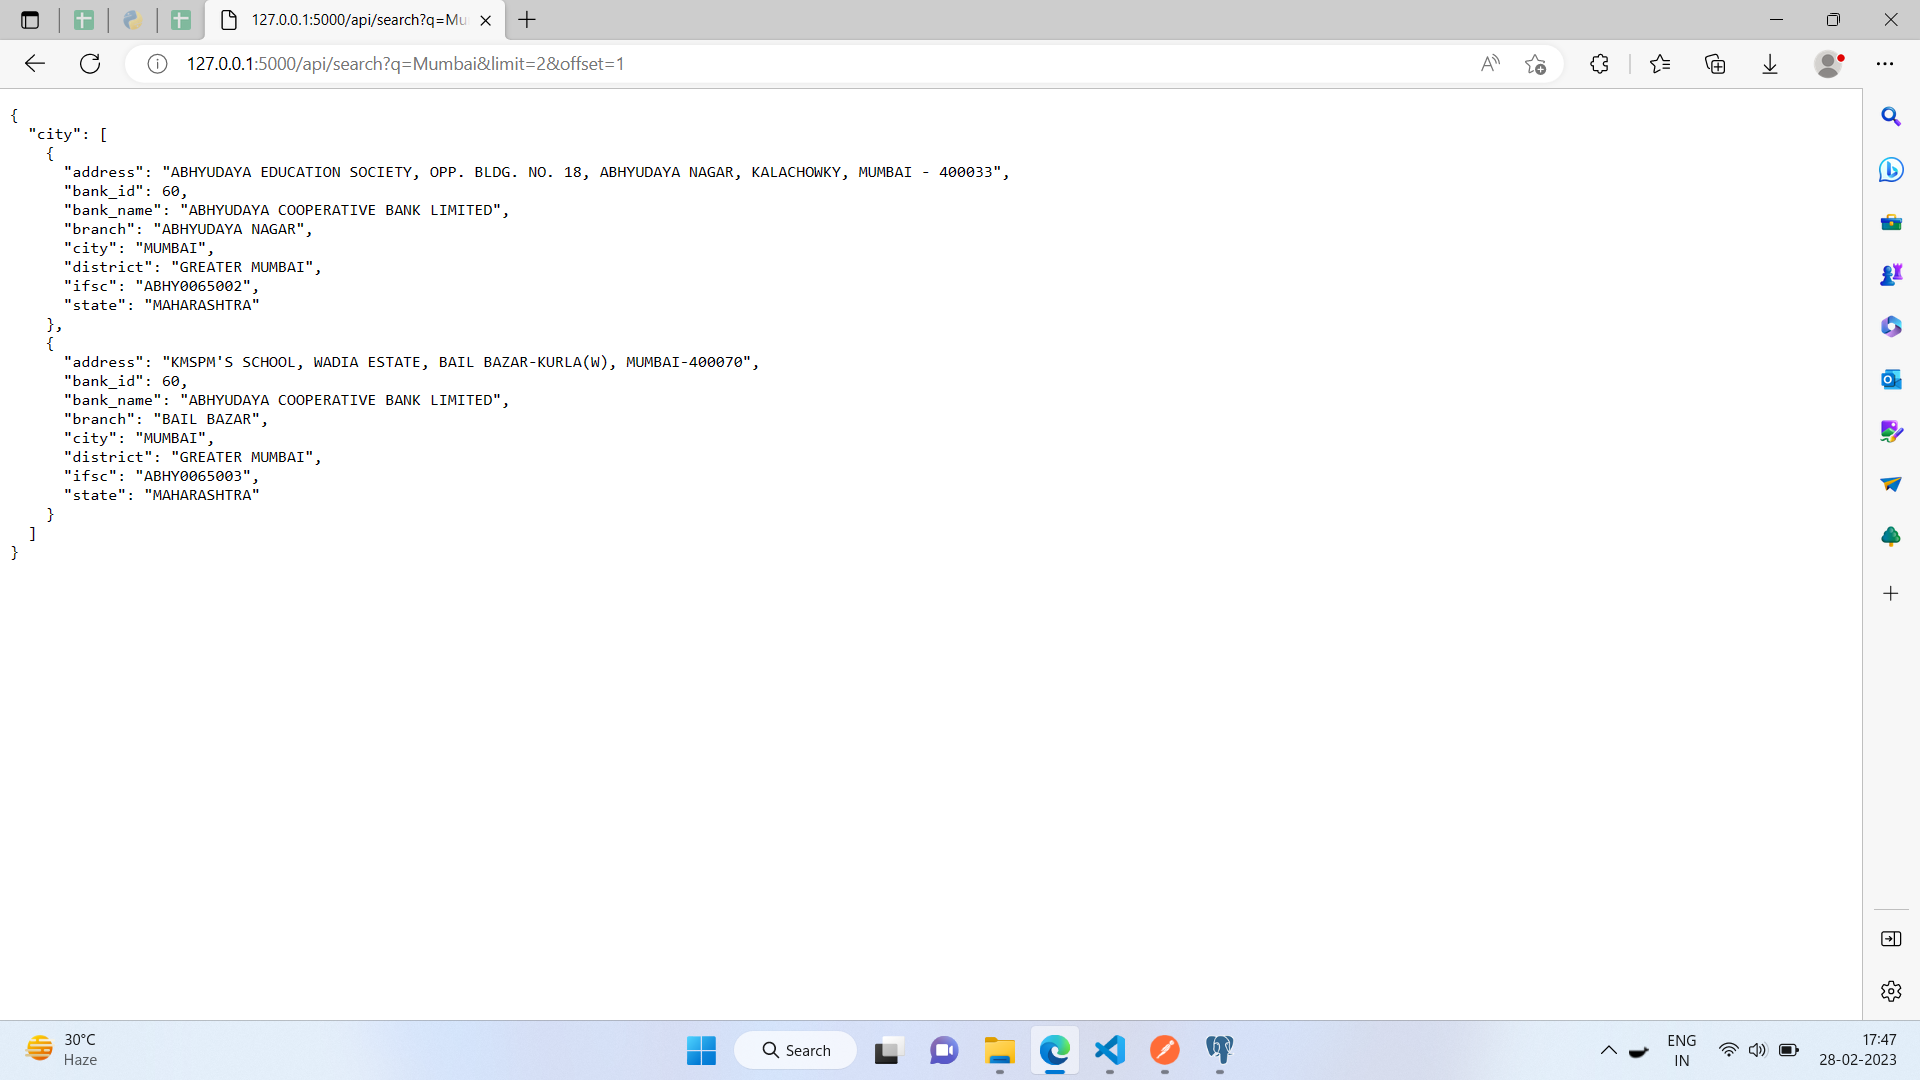 127.0.0.1:5000/api/search?q=Mu
127.0.0.1:5000/api/search?q=Mumbai&limit=2&offset=1
{
  "city": [
    {
      "address": "ABHYUDAYA EDUCATION SOCIETY, OPP. BLDG. NO. 18, ABHYUDAYA NAGAR, KALACHOWKY, MUMBAI - 400033",
      "bank_id": 60,
      "bank_name": "ABHYUDAYA COOPERATIVE BANK LIMITED",
      "branch": "ABHYUDAYA NAGAR",
      "city": "MUMBAI",
      "district": "GREATER MUMBAI",
      "ifsc": "ABHY0065002",
      "state": "MAHARASHTRA"
    },
    {
      "address": "KMSPM'S SCHOOL, WADIA ESTATE, BAIL BAZAR-KURLA(W), MUMBAI-400070",
      "bank_id": 60,
      "bank_name": "ABHYUDAYA COOPERATIVE BANK LIMITED",
      "branch": "BAIL BAZAR",
      "city": "MUMBAI",
      "district": "GREATER MUMBAI",
      "ifsc": "ABHY0065003",
      "state": "MAHARASHTRA"
    }
  ]
}
30°C
Haze
Search
ENG
IN
17:47
28-02-2023